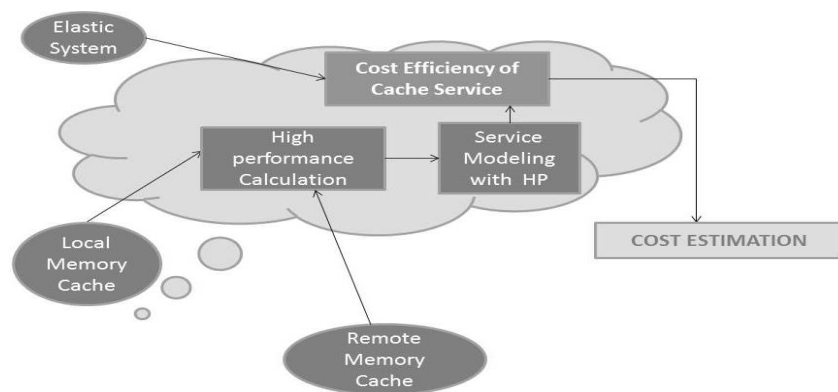 Elastic
System
Cost Efficiency of
Cache Service
High
performance
Calculation
Service
Modeling
with HP
Local
Memory
Cache
COST ESTIMATION
Remote
Memory
Cache